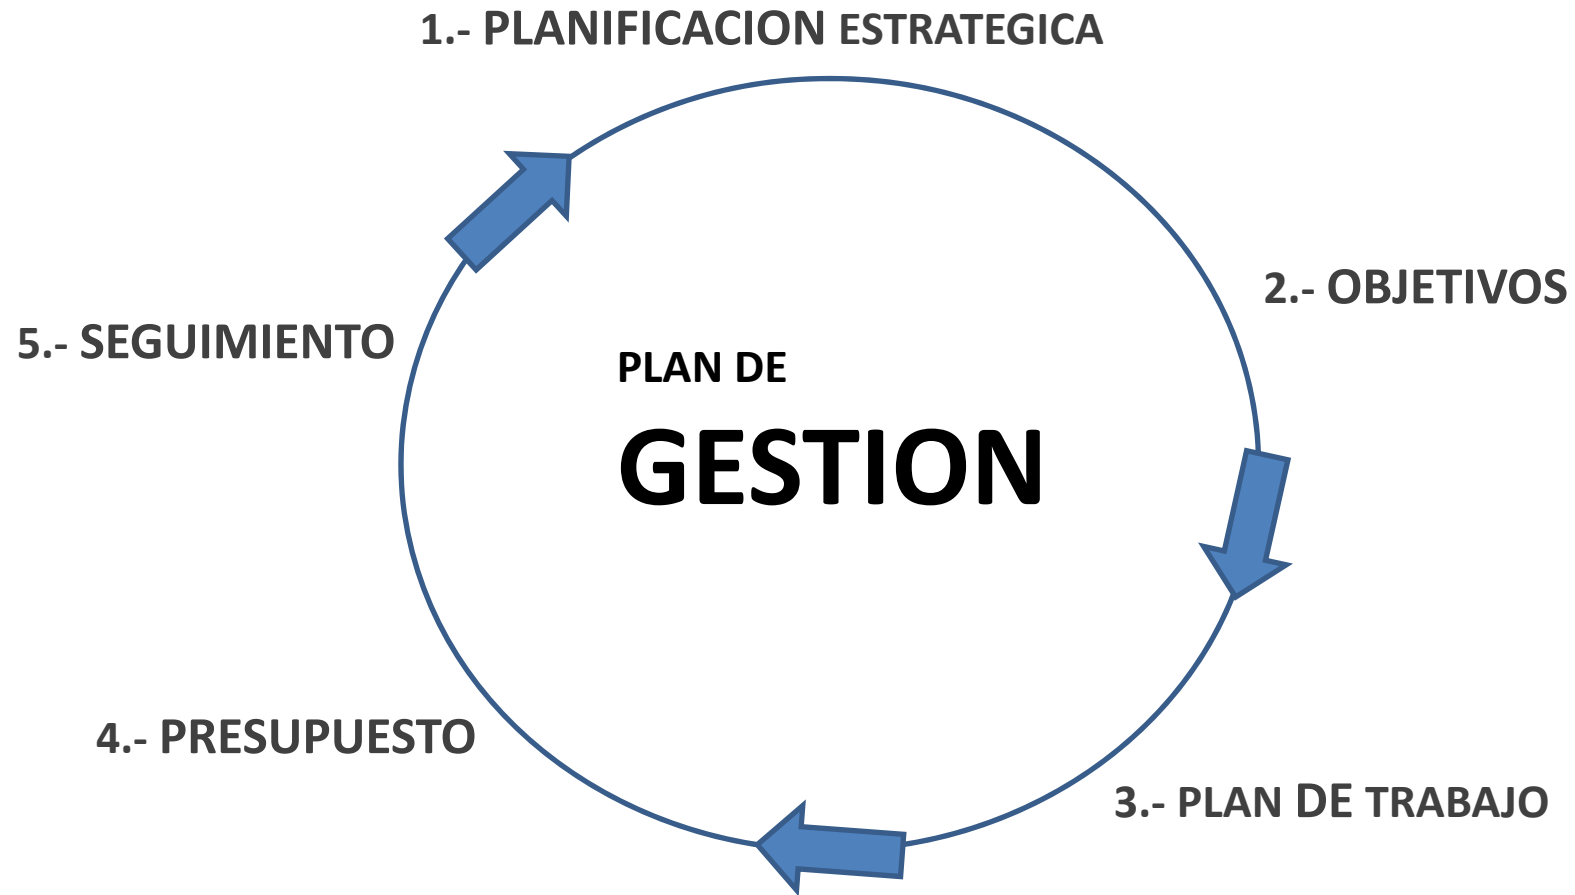 1.- PLANIFICACION ESTRATEGICA
2.- OBJETIVOS
5.- SEGUIMIENTO
PLAN DE
GESTION
4.- PRESUPUESTO
3.- PLAN DE TRABAJO